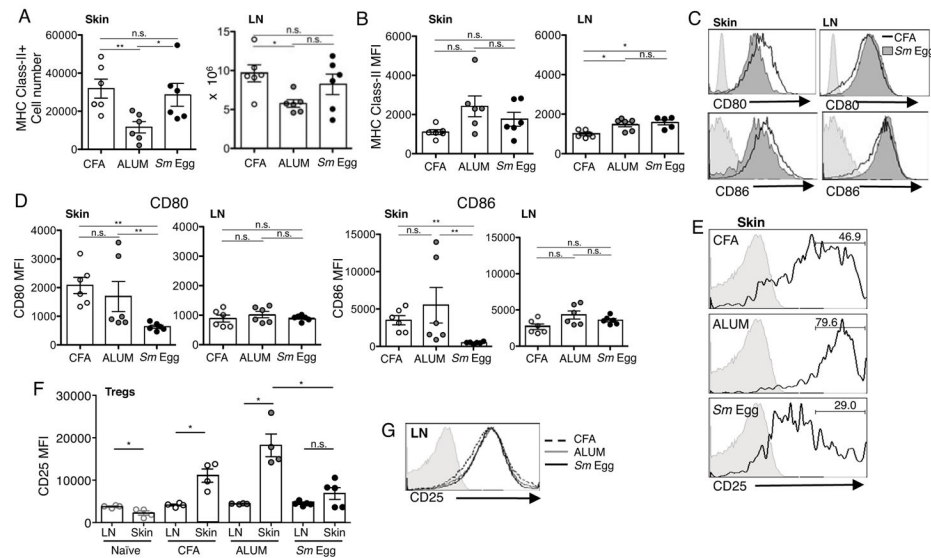 A
Skin
LN
MHC Class-II+
Cell number
60000
40000
20000
0
n.s.
**
*
CFA
ALUM
Sm Egg
x 10⁶
15
10
5
0
n.s.
*
n.s.
CFA
ALUM
Sm Egg
B
Skin
LN
MHC Class-II MFI
6000
4000
2000
0
n.s.
n.s.
n.s.
CFA
ALUM
Sm Egg
6000
4000
2000
0
*
*
n.s.
CFA
ALUM
Sm Egg
C
Skin
LN
CFA
Sm Egg
CD80
CD80
CD86
CD86
D
CD80
Skin
LN
CD80 MFI
4000
3000
2000
1000
0
**
n.s.
**
CFA
ALUM
Sm Egg
4000
3000
2000
1000
0
n.s.
n.s.
n.s.
CFA
ALUM
Sm Egg
CD86
Skin
LN
CD86 MFI
15000
10000
5000
0
**
n.s.
**
CFA
ALUM
Sm Egg
15000
10000
5000
0
n.s.
n.s.
n.s.
CFA
ALUM
Sm Egg
E
Skin
CFA
46.9
ALUM
79.6
Sm Egg
29.0
CD25
F
Tregs
CD25 MFI
30000
20000
10000
0
*
*
*
*
n.s.
LN Skin LN Skin LN Skin LN Skin
Naïve CFA ALUM Sm Egg
G
LN
CFA
ALUM
Sm Egg
CD25